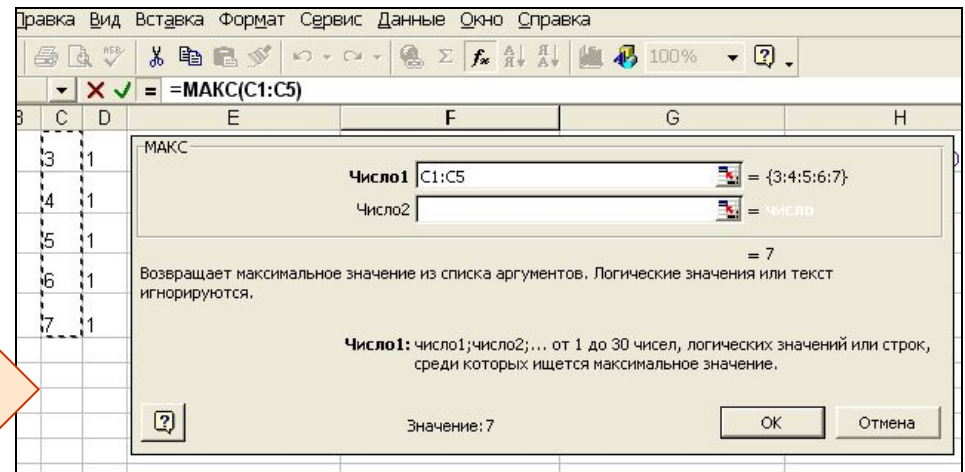 Правка Вид Вставка Формат Сервис Данные Окно Справка
100%
= =МАКС(C1:C5)
B C D E F G H
МАКС
3 1
Число1 C1:C5 = {3:4:5:6:7}
4 1
Число2 = число
5 1
= 7
6 1
Возвращает максимальное значение из списка аргументов. Логические значения или текст
игнорируются.
7 1
Число1: число1;число2;... от 1 до 30 чисел, логических значений или строк,
среди которых ищется максимальное значение.
Значение:7
ОК Отмена